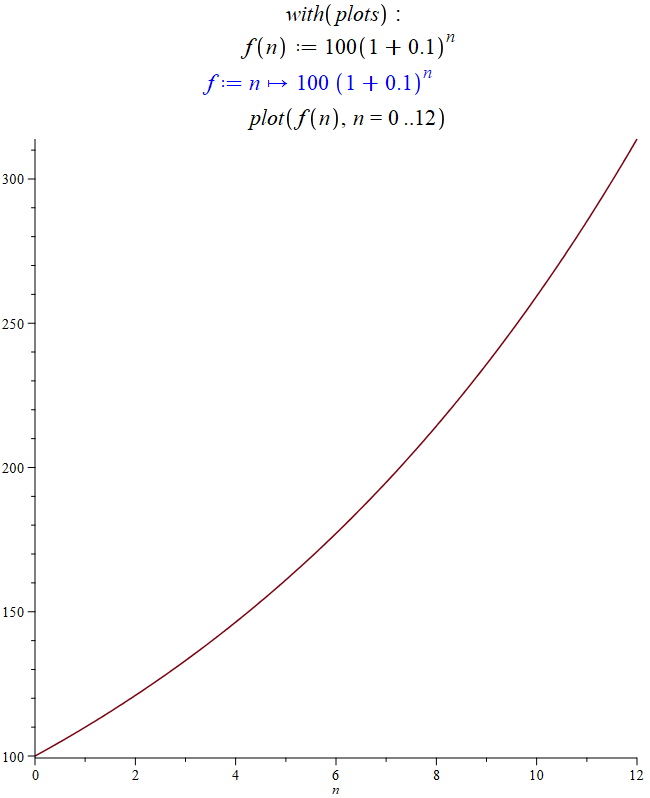 with(plots) :
f(n) := 100(1 + 0.1)^n
f := n ↦ 100 (1 + 0.1)^n
plot(f(n), n = 0 ..12)
300
250
200
150
100
0 2 4 6 8 10 12
n